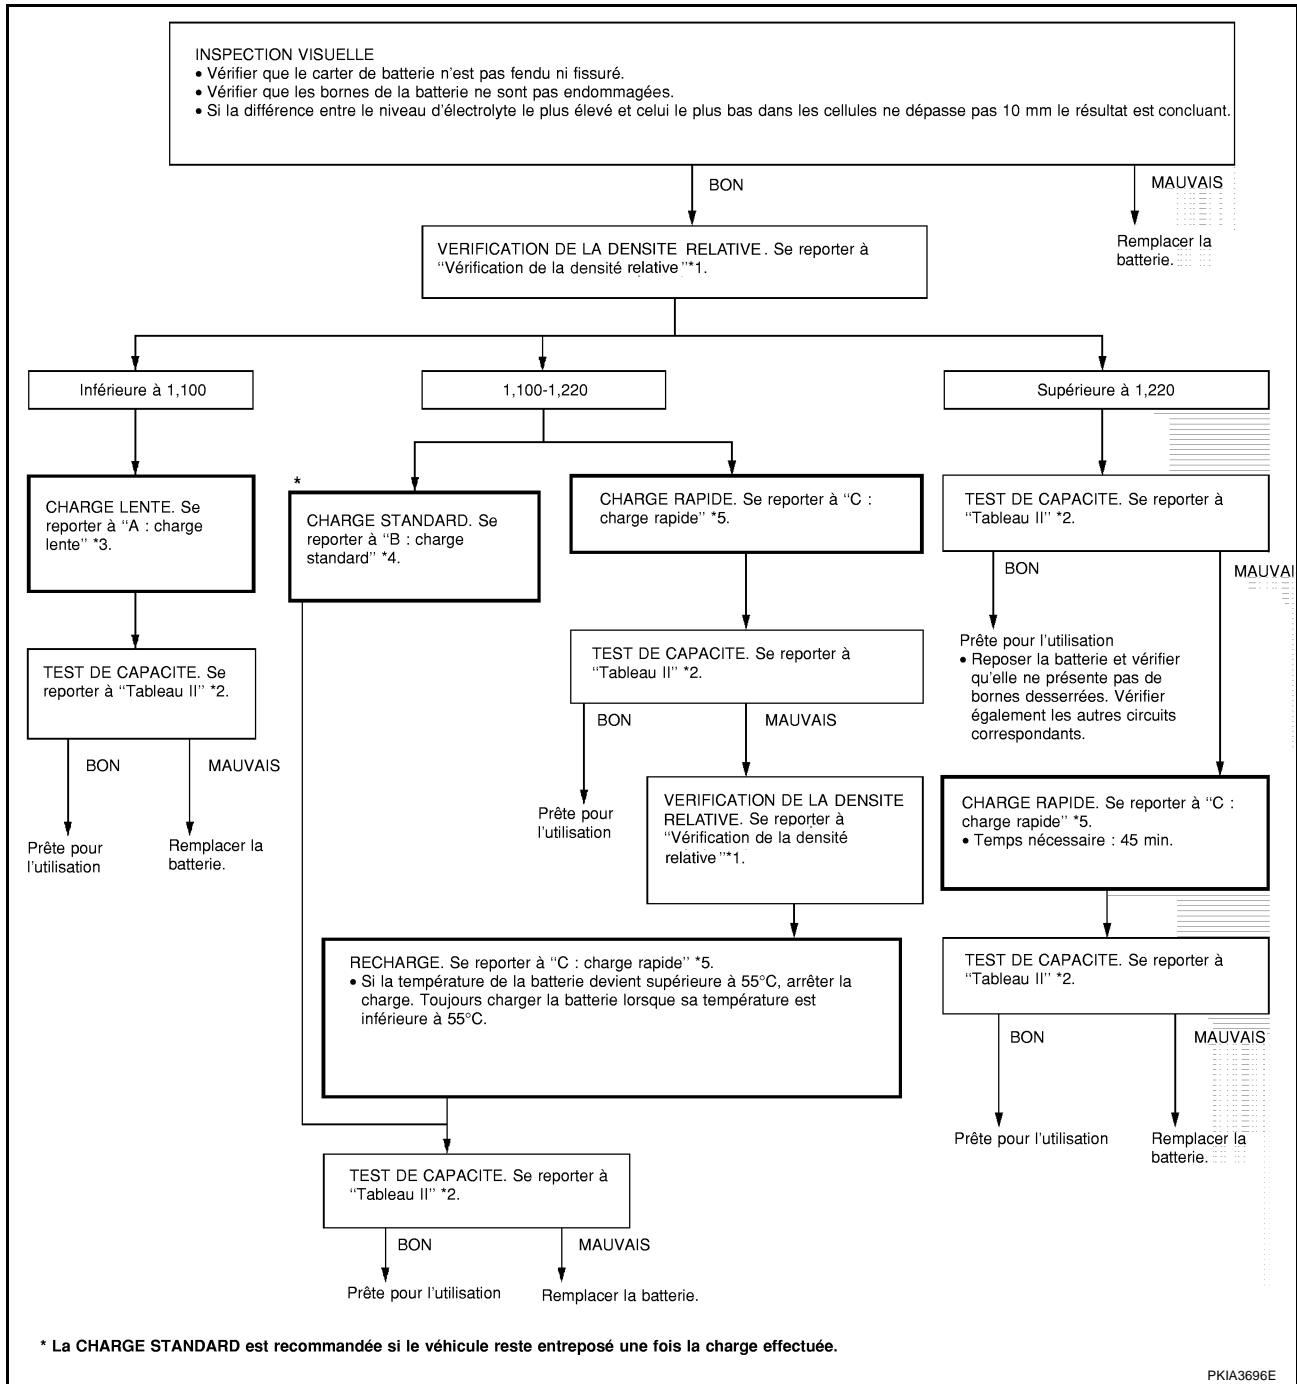 INSPECTION VISUELLE
• Vérifier que le carter de batterie n'est pas fendu ni fissuré.
• Vérifier que les bornes de la batterie ne sont pas endommagées.
• Si la différence entre le niveau d'électrolyte le plus élevé et celui le plus bas dans les cellules ne dépasse pas 10 mm le résultat est concluant.
BON
MAUVAIS
Remplacer la
batterie.
VERIFICATION DE LA DENSITE RELATIVE. Se reporter à
“Vérification de la densité relative”*1.
Inférieure à 1,100
1,100-1,220
Supérieure à 1,220
CHARGE LENTE. Se
reporter à “A : charge
lente” *3.
TEST DE CAPACITE. Se
reporter à “Tableau II” *2.
BON
MAUVAIS
Prête pour
l'utilisation
Remplacer la
batterie.
*
CHARGE STANDARD. Se
reporter à “B : charge
standard” *4.
CHARGE RAPIDE. Se reporter à “C :
charge rapide” *5.
TEST DE CAPACITE. Se reporter à
“Tableau II” *2.
BON
MAUVAIS
Prête pour
l'utilisation
VERIFICATION DE LA DENSITE
RELATIVE. Se reporter à
“Vérification de la densité
relative”*1.
RECHARGE. Se reporter à “C : charge rapide” *5.
• Si la température de la batterie devient supérieure à 55°C, arrêter la
charge. Toujours charger la batterie lorsque sa température est
inférieure à 55°C.
TEST DE CAPACITE. Se reporter à
“Tableau II” *2.
BON
MAUVAIS
Prête pour l'utilisation
Remplacer la batterie.
TEST DE CAPACITE. Se reporter à
“Tableau II” *2.
BON
MAUVAI
Prête pour l'utilisation
• Reposer la batterie et vérifier
qu'elle ne présente pas de
bornes desserrées. Vérifier
également les autres circuits
correspondants.
CHARGE RAPIDE. Se reporter à “C :
charge rapide” *5.
• Temps nécessaire : 45 min.
TEST DE CAPACITE. Se reporter à
“Tableau II” *2.
BON
MAUVAIS
Prête pour l'utilisation
Remplacer la
batterie.
* La CHARGE STANDARD est recommandée si le véhicule reste entreposé une fois la charge effectuée.
PKIA3696E